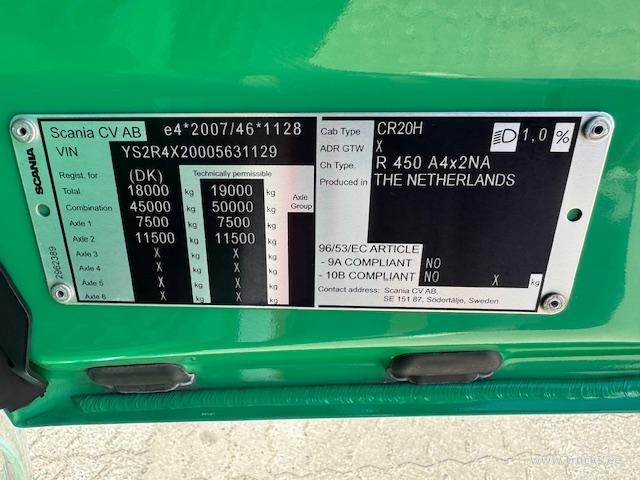 Scania CV AB e4*2007/46*1128
VIN YS2R4X20005631129
Regist. for (DK) Technically permissible
Total 18000 kg 19000 kg
Combination 45000 kg 50000 kg Axle Group
Axle 1 7500 kg 7500 kg
Axle 2 11500 kg 11500 kg
Axle 3 X kg X kg
Axle 4 X kg X kg
Axle 5 X kg X kg
Axle 6 X kg X kg
SCANIA
2962389
Cab Type CR20H 1,0 %
ADR GTW X
Ch Type. R 450 A4x2NA
Produced in THE NETHERLANDS
96/53/EC ARTICLE
- 9A COMPLIANT NO
- 10B COMPLIANT NO X kg
Contact address: Scania CV AB,
SE 151 87, Södertälje, Sweden
www.trucks.ee